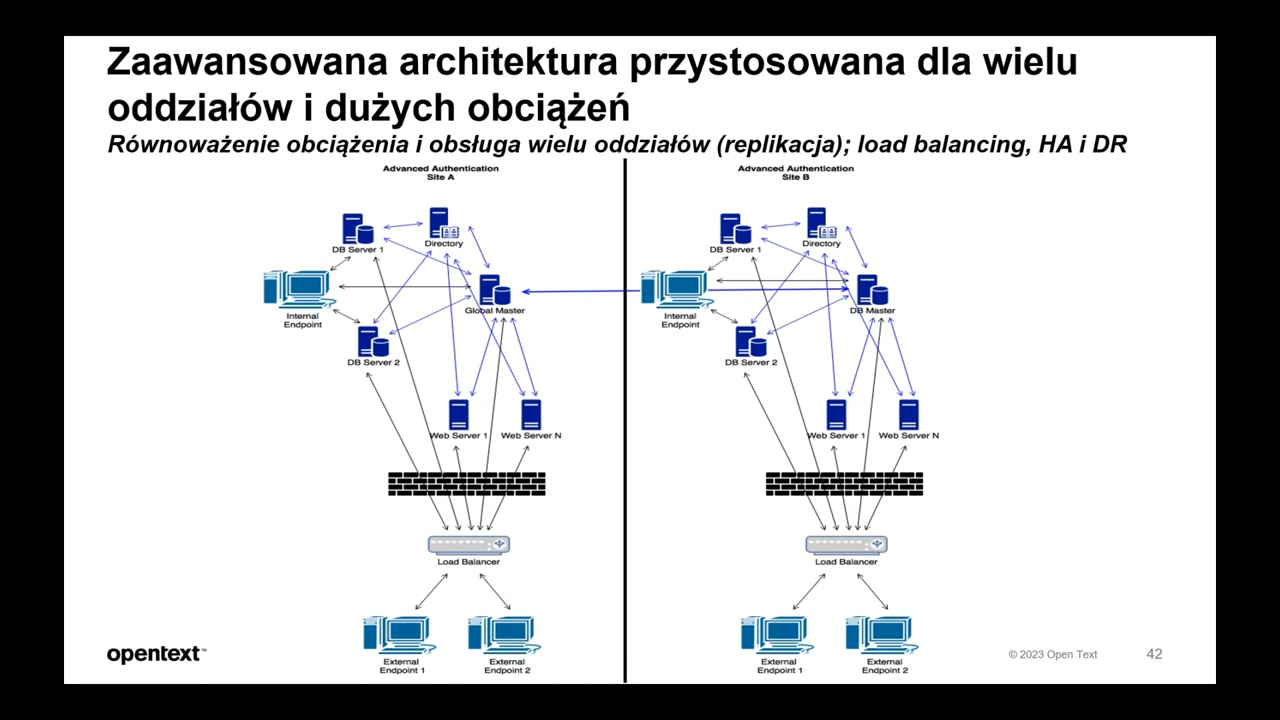 Zaawansowana architektura przystosowana dla wielu
oddziałów i dużych obciążeń
Równoważenie obciążenia i obsługa wielu oddziałów (replikacja); load balancing, HA i DR
Advanced Authentication
Site A
DB Server 1
Directory
Internal
Endpoint
Global Master
DB Server 2
Web Server 1
Web Server N
Load Balancer
External
Endpoint 1
External
Endpoint 2
Advanced Authentication
Site B
DB Server 1
Directory
Internal
Endpoint
DB Master
DB Server 2
Web Server 1
Web Server N
Load Balancer
External
Endpoint 1
External
Endpoint 2
opentext™
© 2023 Open Text
42